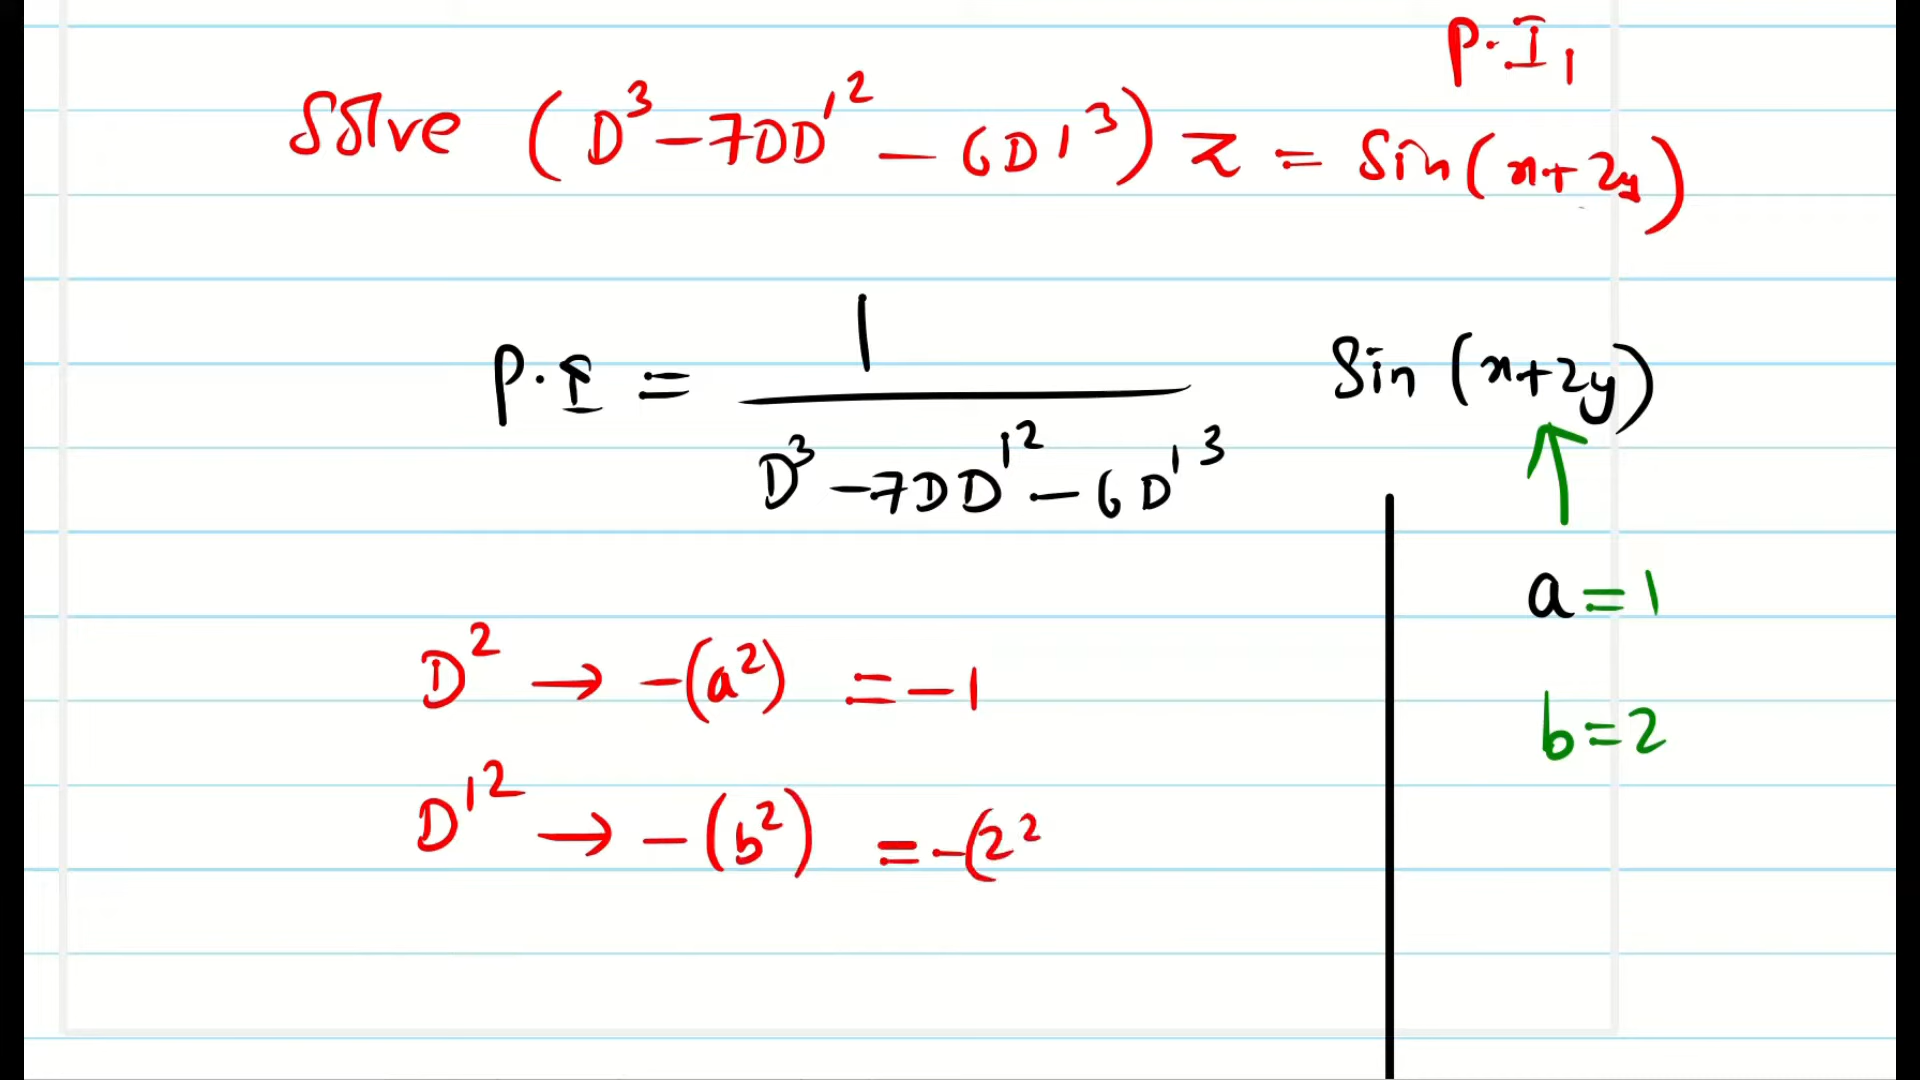 P.I₁
Solve (D³ - 7DD'² - 6D'³) z = Sin(x+2y)
P.I = 1 / (D³ - 7DD'² - 6D'³) Sin (x+2y)
a = 1
D² → -(a²) = -1
b = 2
D'² → -(b²) = -(2²